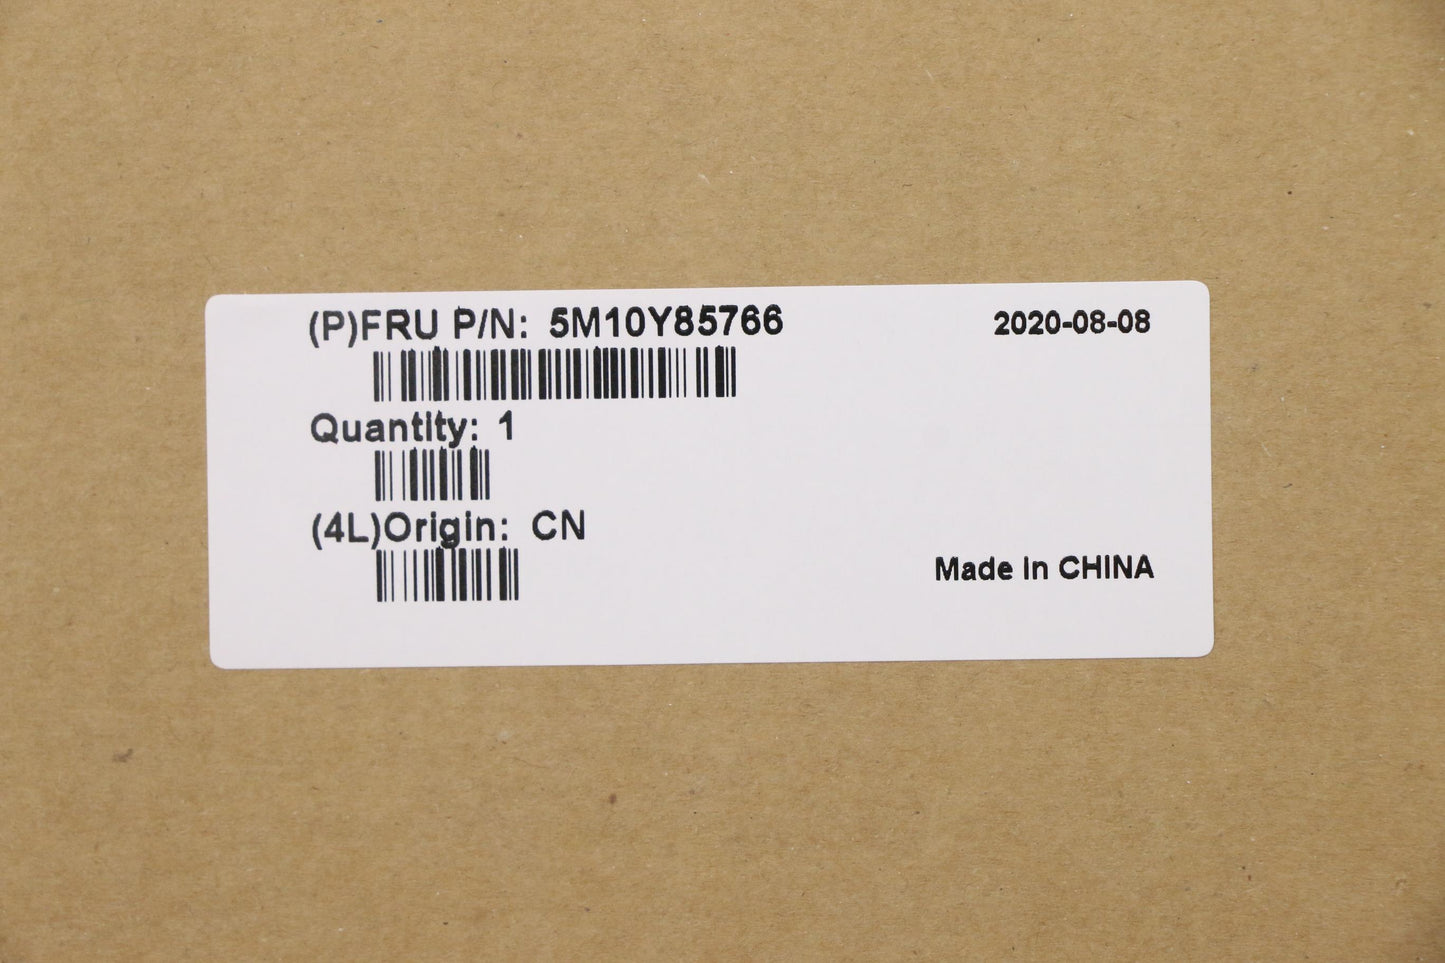 (P)FRU P/N: 5M10Y85766
2020-08-08
Quantity: 1
(4L)Origin: CN
Made in CHINA